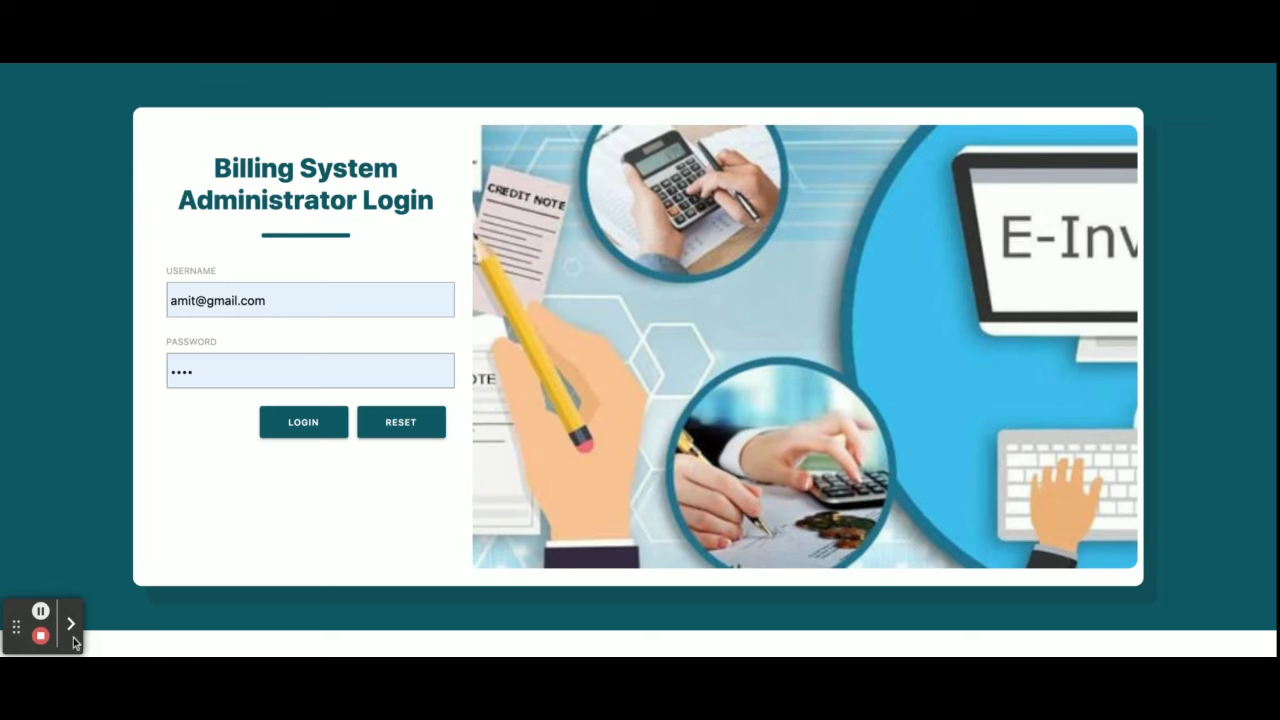 Billing System
Administrator Login
USERNAME
amit@gmail.com
PASSWORD
LOGIN RESET
CREDIT NOTE
OTE
E-Inv